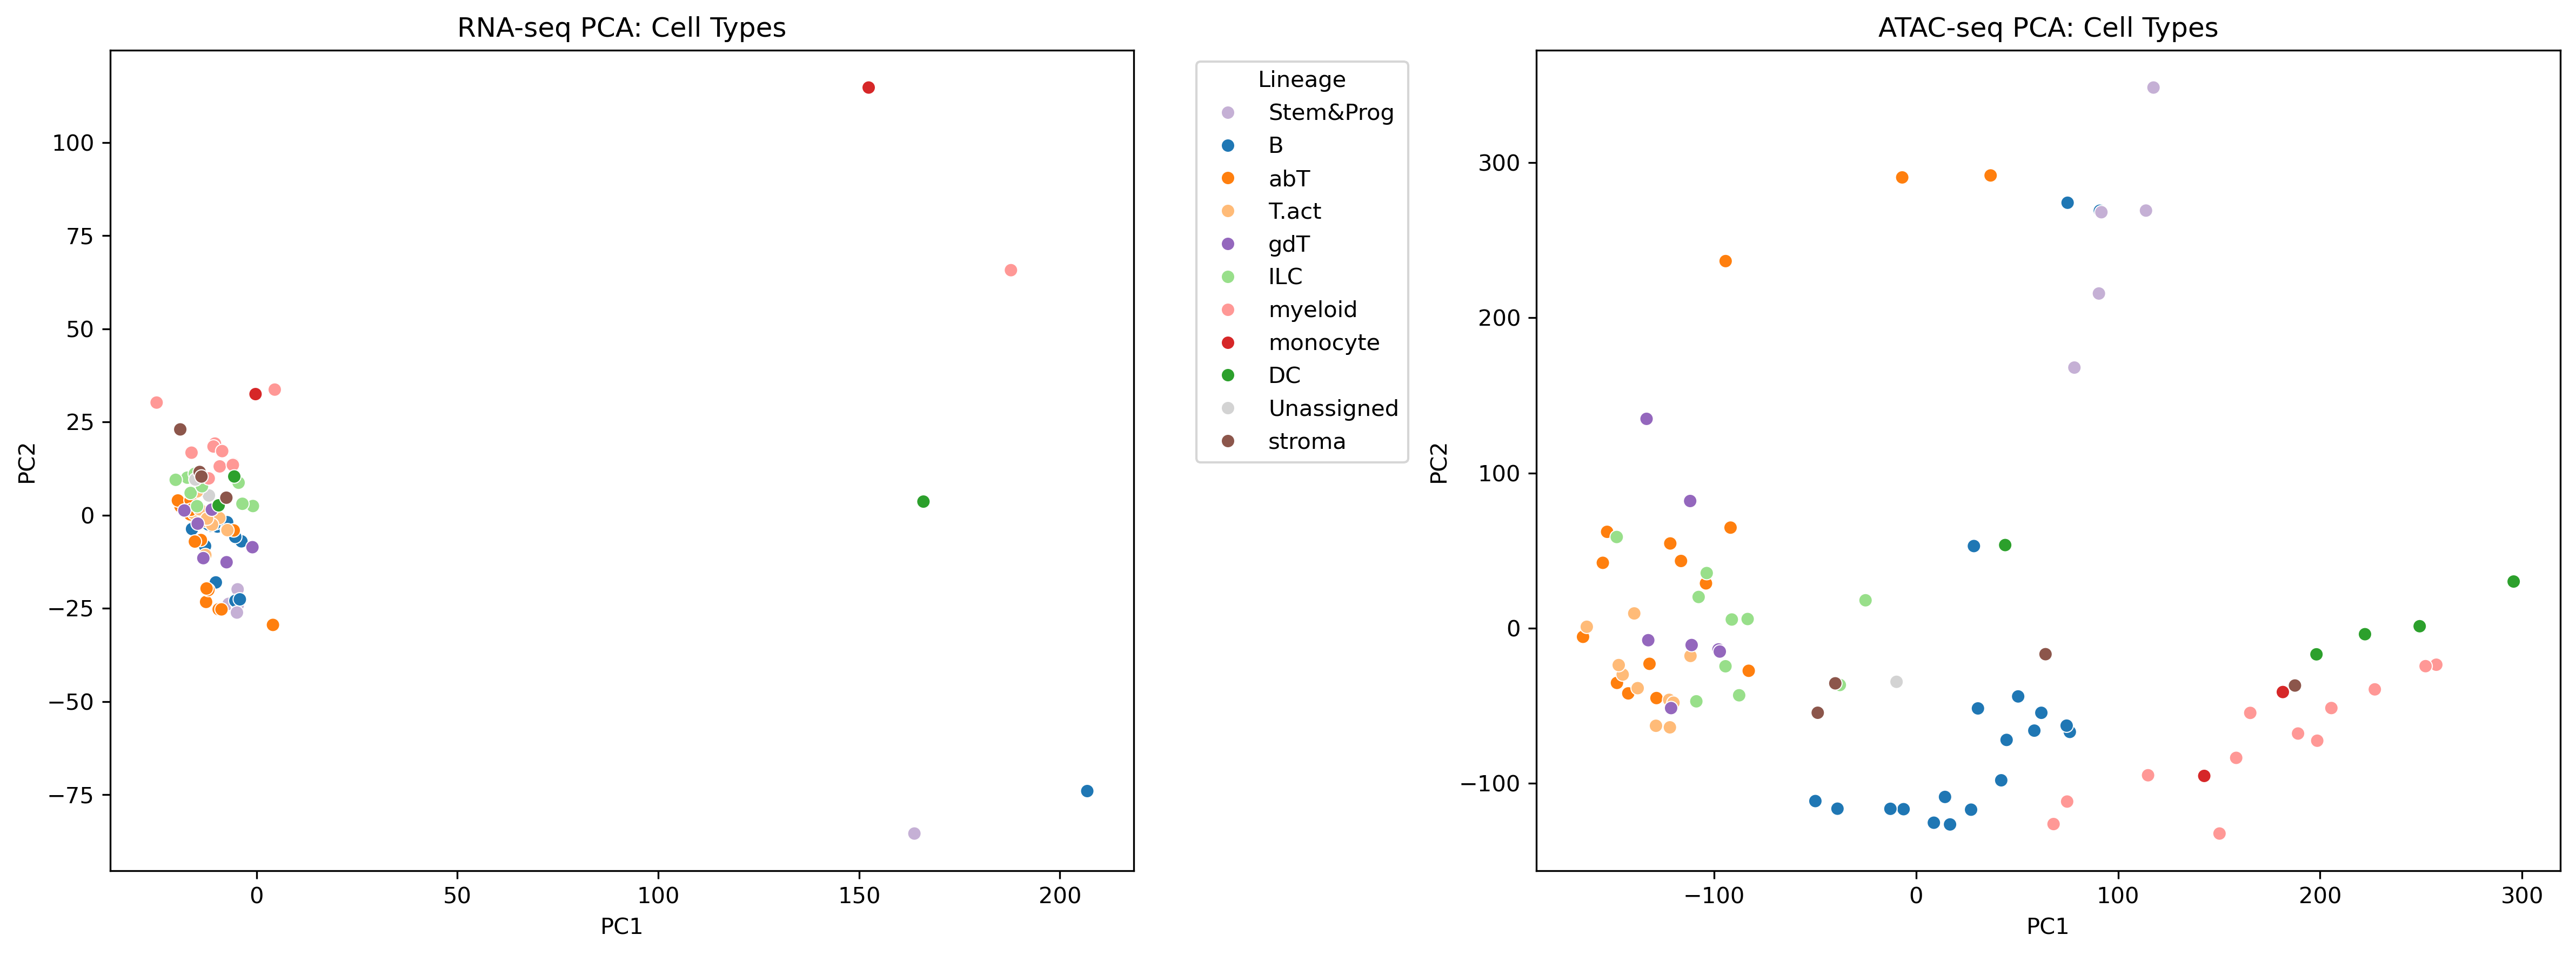 RNA-seq PCA: Cell Types
PC2
100
75
50
25
0
−25
−50
−75
0
50
100
150
200
PC1
Lineage
Stem&Prog
B
abT
T.act
gdT
ILC
myeloid
monocyte
DC
Unassigned
stroma
ATAC-seq PCA: Cell Types
PC2
300
200
100
0
−100
−100
0
100
200
300
PC1